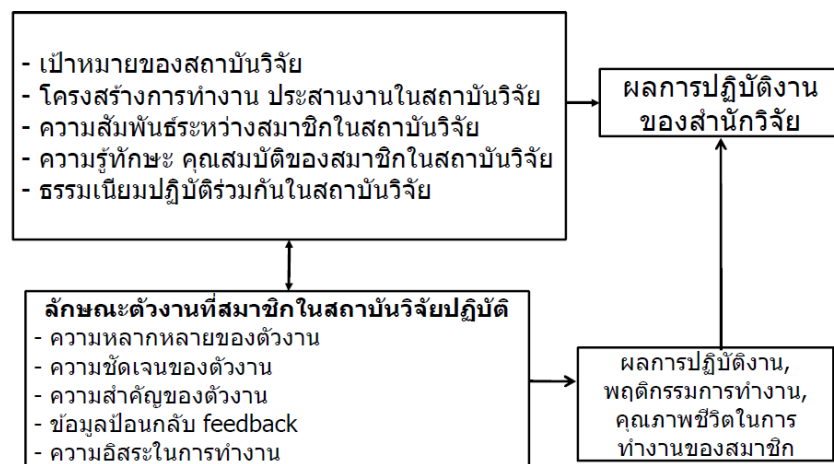 - เป้าหมายของสถาบันวิจัย
- โครงสร้างการทำงาน ประสานงานในสถาบันวิจัย
- ความสัมพันธ์ระหว่างสมาชิกในสถาบันวิจัย
- ความรู้ทักษะ คุณสมบัติของสมาชิกในสถาบันวิจัย
- ธรรมเนียมปฏิบัติร่วมกันในสถาบันวิจัย
ผลการปฏิบัติงาน
ของสำนักวิจัย
ลักษณะตัวงานที่สมาชิกในสถาบันวิจัยปฏิบัติ
- ความหลากหลายของตัวงาน
- ความชัดเจนของตัวงาน
- ความสำคัญของตัวงาน
- ข้อมูลป้อนกลับ feedback
- ความอิสระในการทำงาน
ผลการปฏิบัติงาน,
พฤติกรรมการทำงาน,
คุณภาพชีวิตในการ
ทำงานของสมาชิก